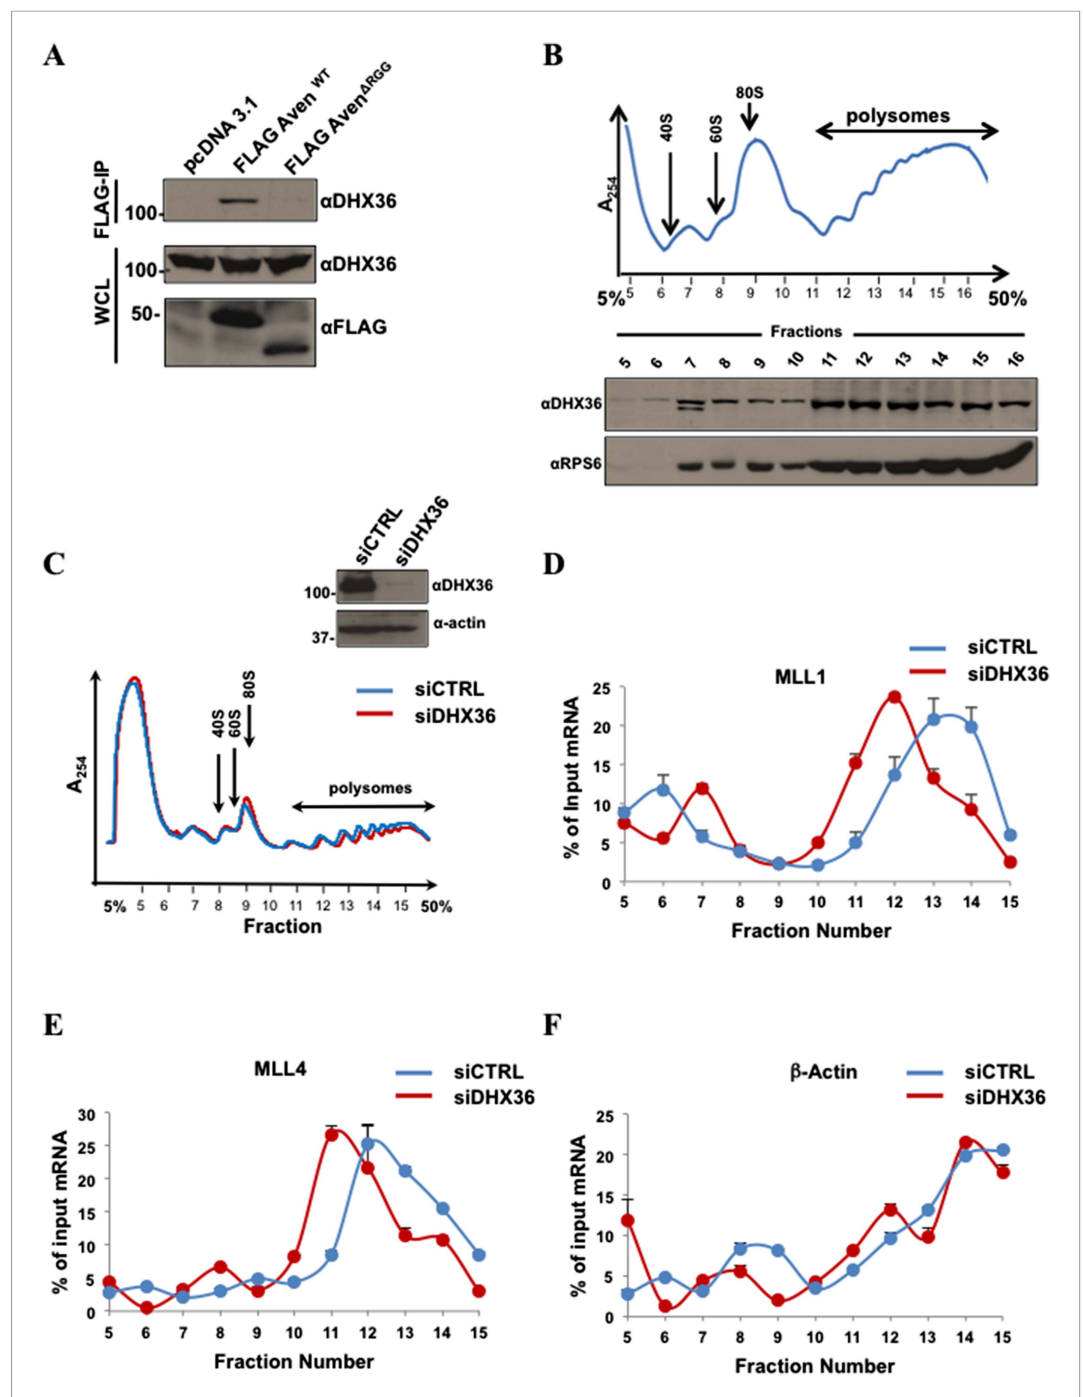 A
pcDNA 3.1
FLAG Aven WT
FLAG Aven ΔRGG
FLAG-IP
100-
αDHX36
WCL
100-
αDHX36
50-
αFLAG
B
A254
40S
60S
80S
polysomes
5% 5 6 7 8 9 10 11 12 13 14 15 16 50%
Fractions
5 6 7 8 9 10 11 12 13 14 15 16
αDHX36
αRPS6
C
siCTRL
siDHX36
100-
αDHX36
37-
α-actin
siCTRL
siDHX36
A254
40S
60S
80S
polysomes
5% 5 6 7 8 9 10 11 12 13 14 15 50%
Fraction
D
siCTRL
siDHX36
MLL1
% of Input mRNA
25
20
15
10
5
0
5 6 7 8 9 10 11 12 13 14 15
Fraction Number
E
MLL4
siCTRL
siDHX36
% of input mRNA
30
25
20
15
10
5
0
5 6 7 8 9 10 11 12 13 14 15
Fraction Number
F
β-Actin
siCTRL
siDHX36
% of input mRNA
25
20
15
10
5
0
5 6 7 8 9 10 11 12 13 14 15
Fraction Number